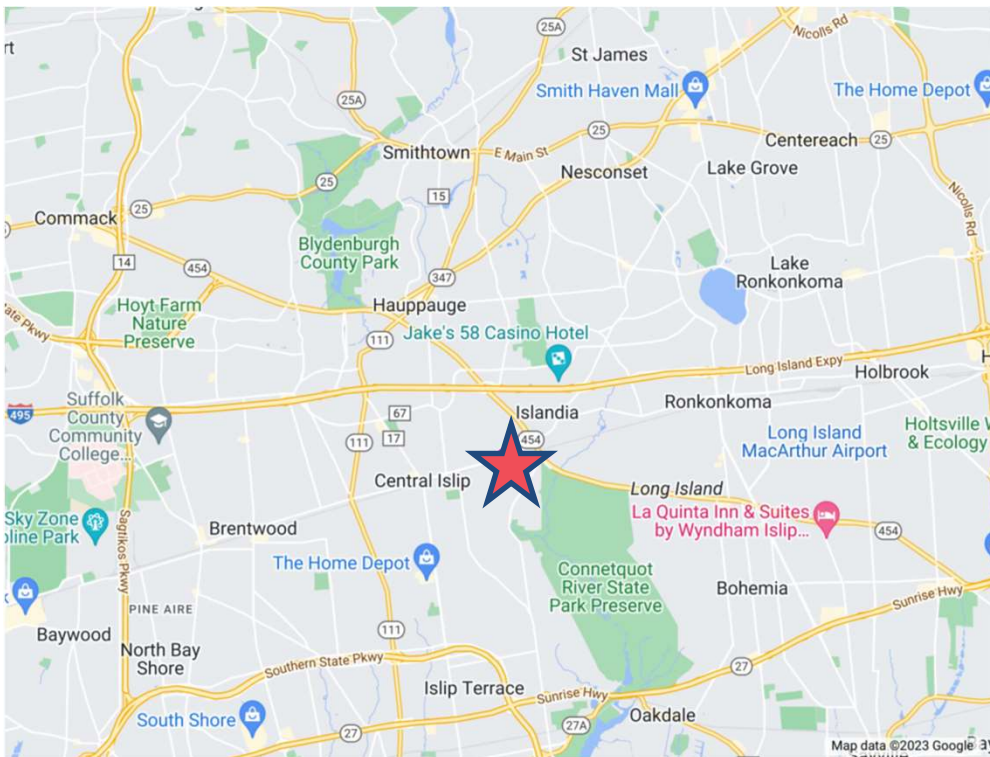 Nicolls Rd
25A
St James
Smith Haven Mall
The Home Depot
25A
25
Centereach
25
Smithtown
E Main St
Nesconset
Lake Grove
25
15
Nicolls Rd
Commack
25
Blydenburgh
County Park
14
454
347
Lake
Ronkonkoma
Hoyt Farm
Nature
Preserve
Hauppauge
111
Jake's 58 Casino Hotel
Long Island Expy
Holbrook
495
Suffolk
County
Community
College...
67
17
111
Islandia
Ronkonkoma
454
Long Island
MacArthur Airport
Holtsville
& Ecology
Central Islip
Long Island
La Quinta Inn & Suites
by Wyndham Islip...
454
Sky Zone
Sagtikos Pkwy
Brentwood
The Home Depot
Connetquot
River State
Park Preserve
Bohemia
Sunrise Hwy
PINE AIRE
Baywood
North Bay
Shore
111
Southern State Pkwy
27
Islip Terrace
Sunrise Hwy
South Shore
27
27A
Oakdale
Map data ©2023 Google